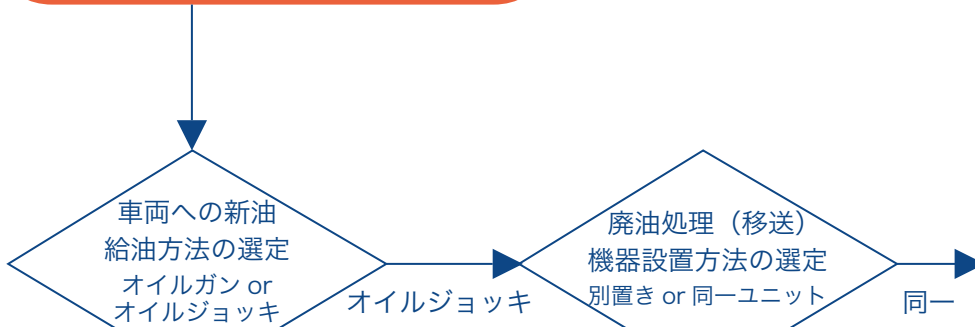 車両への新油
給油方法の選定
オイルガン or
オイルジョッキ
オイルジョッキ
廃油処理（移送）
機器設置方法の選定
別置き or 同一ユニット
同一